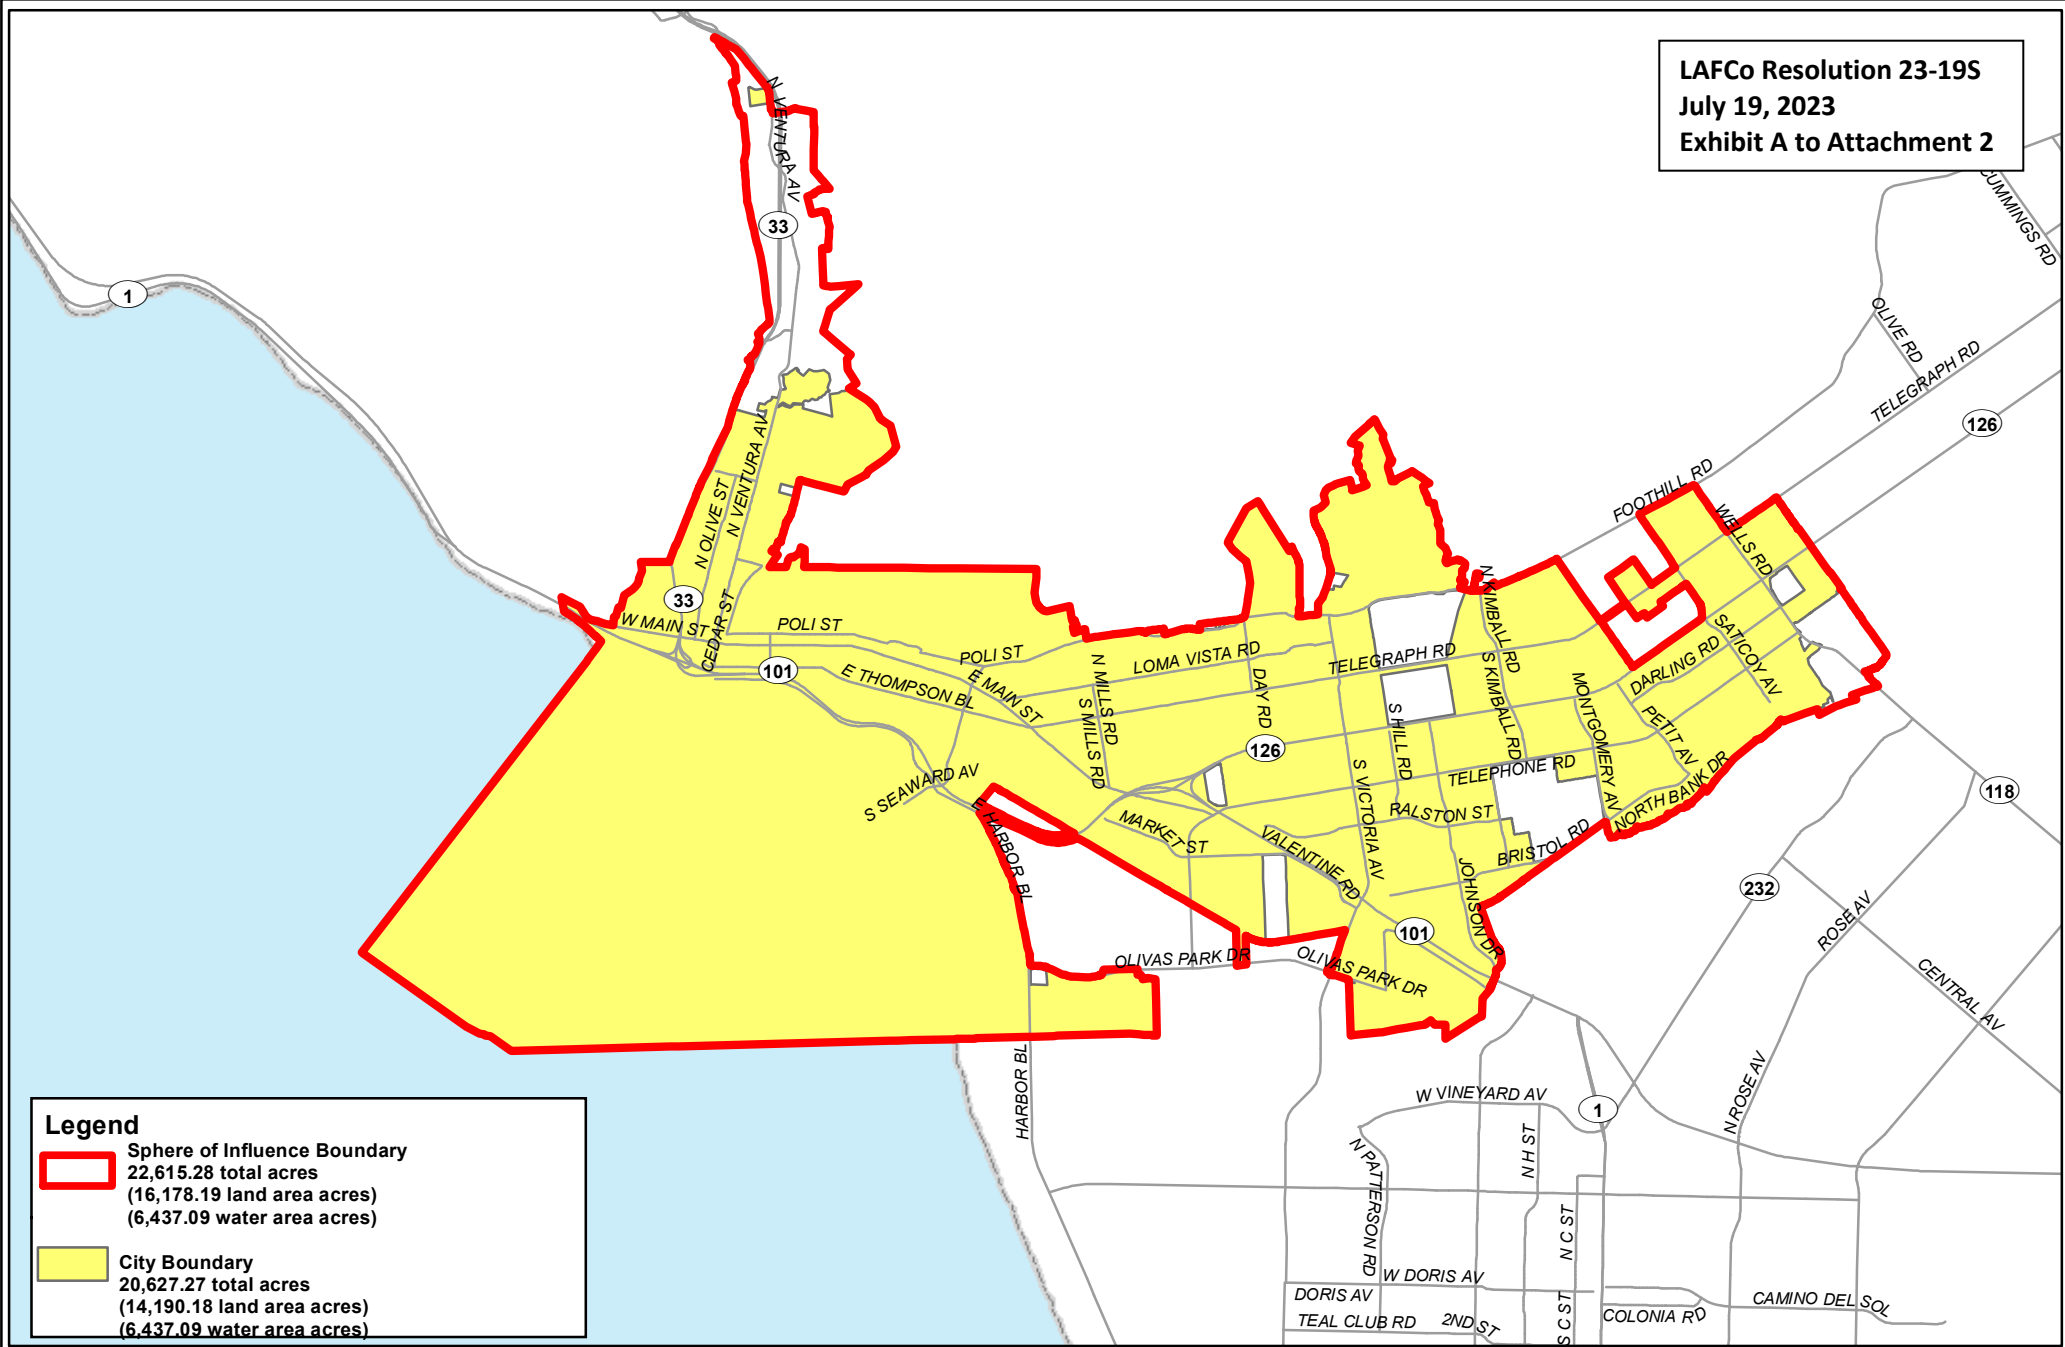 LAFCo Resolution 23-19S
July 19, 2023
Exhibit A to Attachment 2
CUMMINGS RD
N VENTURA AV
33
1
OLIVE RD
TELEGRAPH RD
126
FOOTHILL RD
WELLS RD
N OLIVE ST
N VENTURA AV
33
W MAIN ST
CEDAR ST
POLI ST
POLI ST
101
E THOMPSON BL
E MAIN ST
N MILLS RD
S MILLS RD
LOMA VISTA RD
DAY RD
TELEGRAPH RD
N KIMBALL RD
S KIMBALL RD
126
S HILL RD
S VICTORIA AV
MONTGOMERY AV
DARLING RD
SATICOY AV
PETIT AV
TELEPHONE RD
NORTH BANK DR
S SEAWARD AV
E HARBOR BL
MARKET ST
VALENTINE RD
RALSTON ST
BRISTOL RD
JOHNSON DR
118
232
ROSE AV
CENTRAL AV
101
OLIVAS PARK DR
OLIVAS PARK DR
HARBOR BL
W VINEYARD AV
1
N ROSE AV
N PATTERSON RD
N H ST
N C ST
S C ST
W DORIS AV
DORIS AV
TEAL CLUB RD
2ND ST
COLONIA RD
CAMINO DEL SOL
Legend
Sphere of Influence Boundary
22,615.28 total acres
(16,178.19 land area acres)
(6,437.09 water area acres)
City Boundary
20,627.27 total acres
(14,190.18 land area acres)
(6,437.09 water area acres)